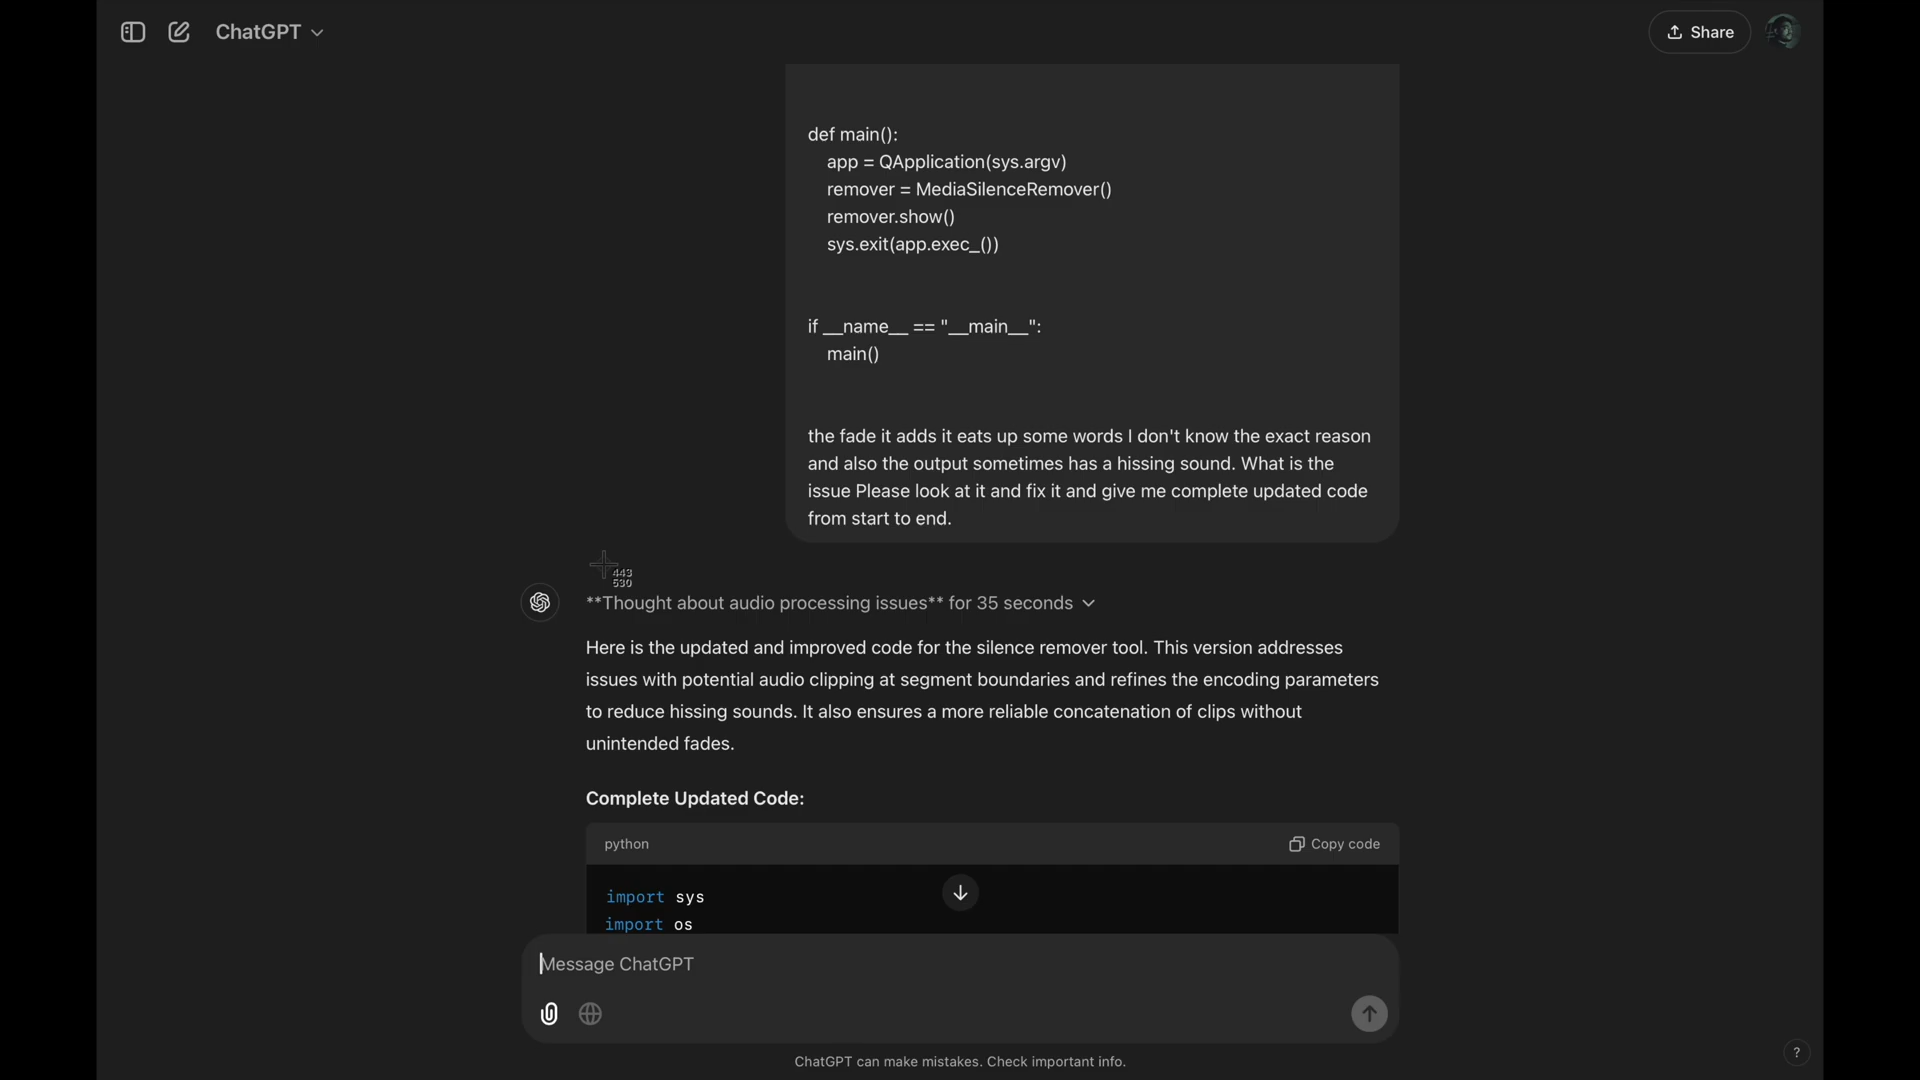 ChatGPT
Share
def main():
app = QApplication(sys.argv)
remover = MediaSilenceRemover()
remover.show()
sys.exit(app.exec_())
if __name__ == "__main__":
main()
the fade it adds it eats up some words I don't know the exact reason
and also the output sometimes has a hissing sound. What is the
issue Please look at it and fix it and give me complete updated code
from start to end.
443
530
**Thought about audio processing issues** for 35 seconds
Here is the updated and improved code for the silence remover tool. This version addresses
issues with potential audio clipping at segment boundaries and refines the encoding parameters
to reduce hissing sounds. It also ensures a more reliable concatenation of clips without
unintended fades.
Complete Updated Code:
python
Copy code
import sys
import os
Message ChatGPT
ChatGPT can make mistakes. Check important info.
?